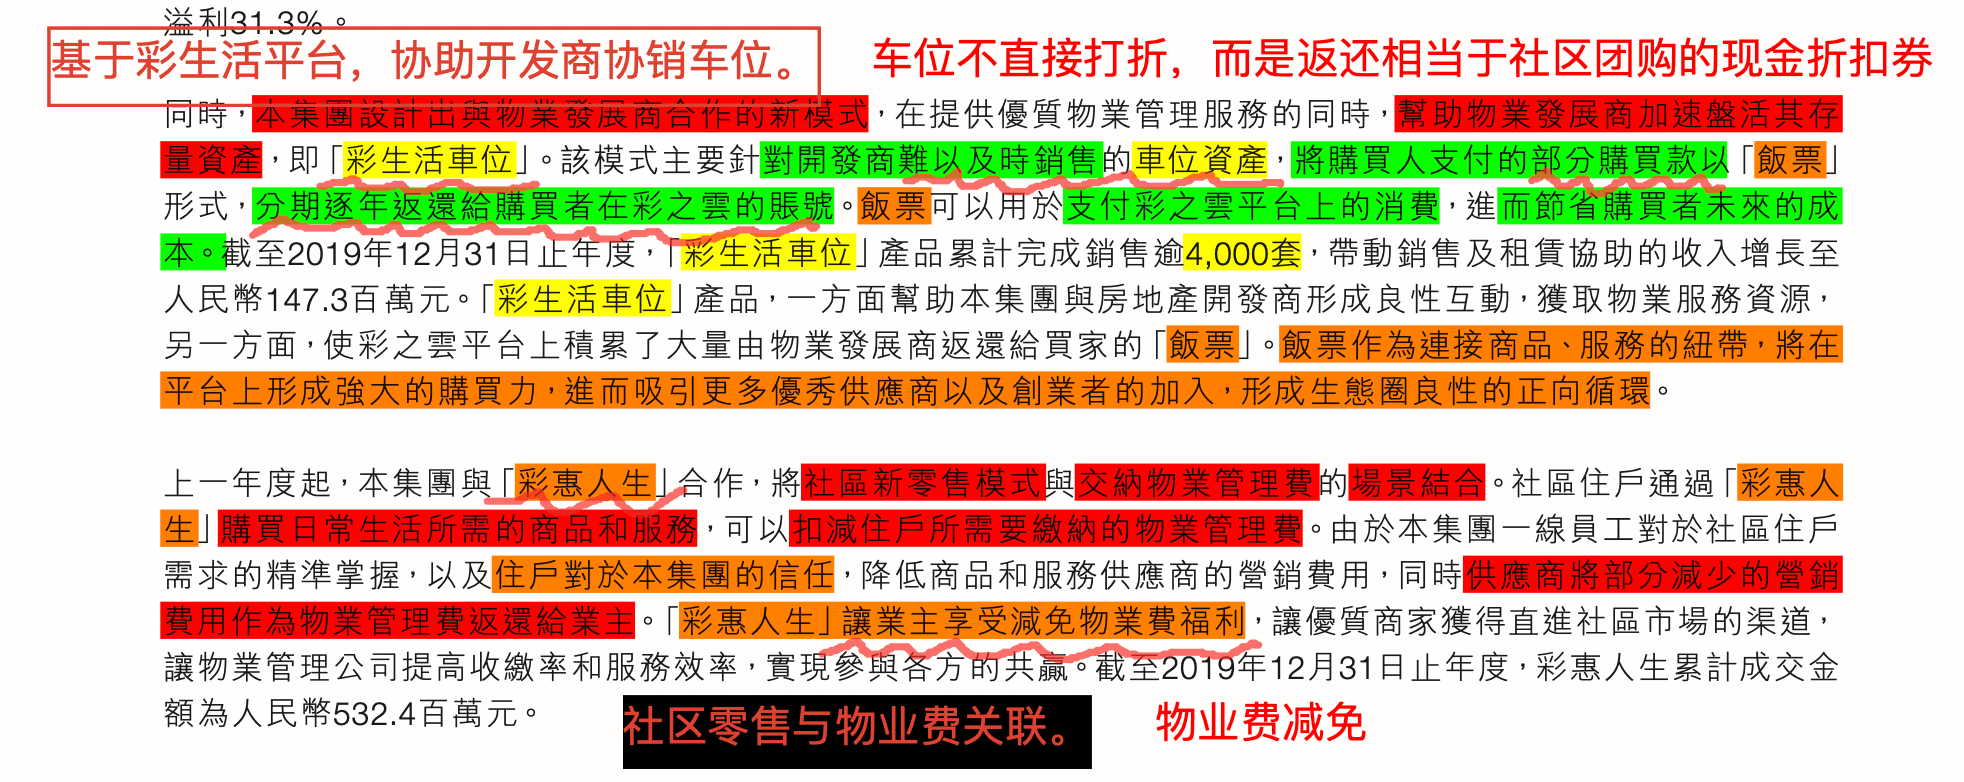 溢利31.3%。
基于彩生活平台，协助开发商协销车位。
车位不直接打折，而是返还相当于社区团购的现金折扣券
同時，本集團設計出與物業發展商合作的新模式，在提供優質物業管理服務的同時，幫助物業發展商加速盤活其存
量資產，即「彩生活車位」。該模式主要針對開發商難以及時銷售的車位資產，將購買人支付的部分購買款以「飯票」
形式，分期逐年返還給購買者在彩之雲的賬號。飯票可以用於支付彩之雲平台上的消費，進而節省購買者未來的成
本。截至2019年12月31日止年度，「彩生活車位」產品累計完成銷售逾4,000套，帶動銷售及租賃協助的收入增長至
人民幣147.3百萬元。「彩生活車位」產品，一方面幫助本集團與房地產開發商形成良性互動，獲取物業服務資源，
另一方面，使彩之雲平台上積累了大量由物業發展商返還給買家的「飯票」。飯票作為連接商品、服務的紐帶，將在
平台上形成強大的購買力，進而吸引更多優秀供應商以及創業者的加入，形成生態圈良性的正向循環。
上一年度起，本集團與「彩惠人生」合作，將社區新零售模式與交納物業管理費的場景結合。社區住戶通過「彩惠人
生」購買日常生活所需的商品和服務，可以扣減住戶所需要繳納的物業管理費。由於本集團一線員工對於社區住戶
需求的精準掌握，以及住戶對於本集團的信任，降低商品和服務供應商的營銷費用，同時供應商將部分減少的營銷
費用作為物業管理費返還給業主。「彩惠人生」讓業主享受減免物業費福利，讓優質商家獲得直進社區市場的渠道，
讓物業管理公司提高收繳率和服務效率，實現參與各方的共贏。截至2019年12月31日止年度，彩惠人生累計成交金
額為人民幣532.4百萬元。
社区零售与物业费关联。
物业费减免